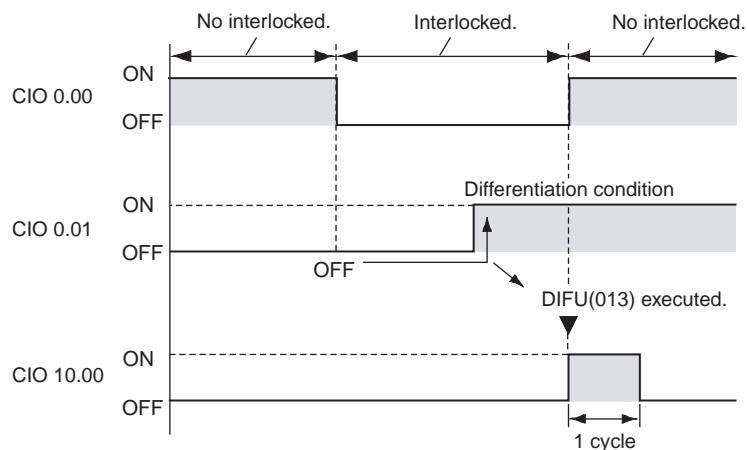 No interlocked. Interlocked. No interlocked.
ON
CIO 0.00
OFF
Differentiation condition
ON
CIO 0.01
OFF
OFF
DIFU(013) executed.
ON
CIO 10.00
OFF
1 cycle